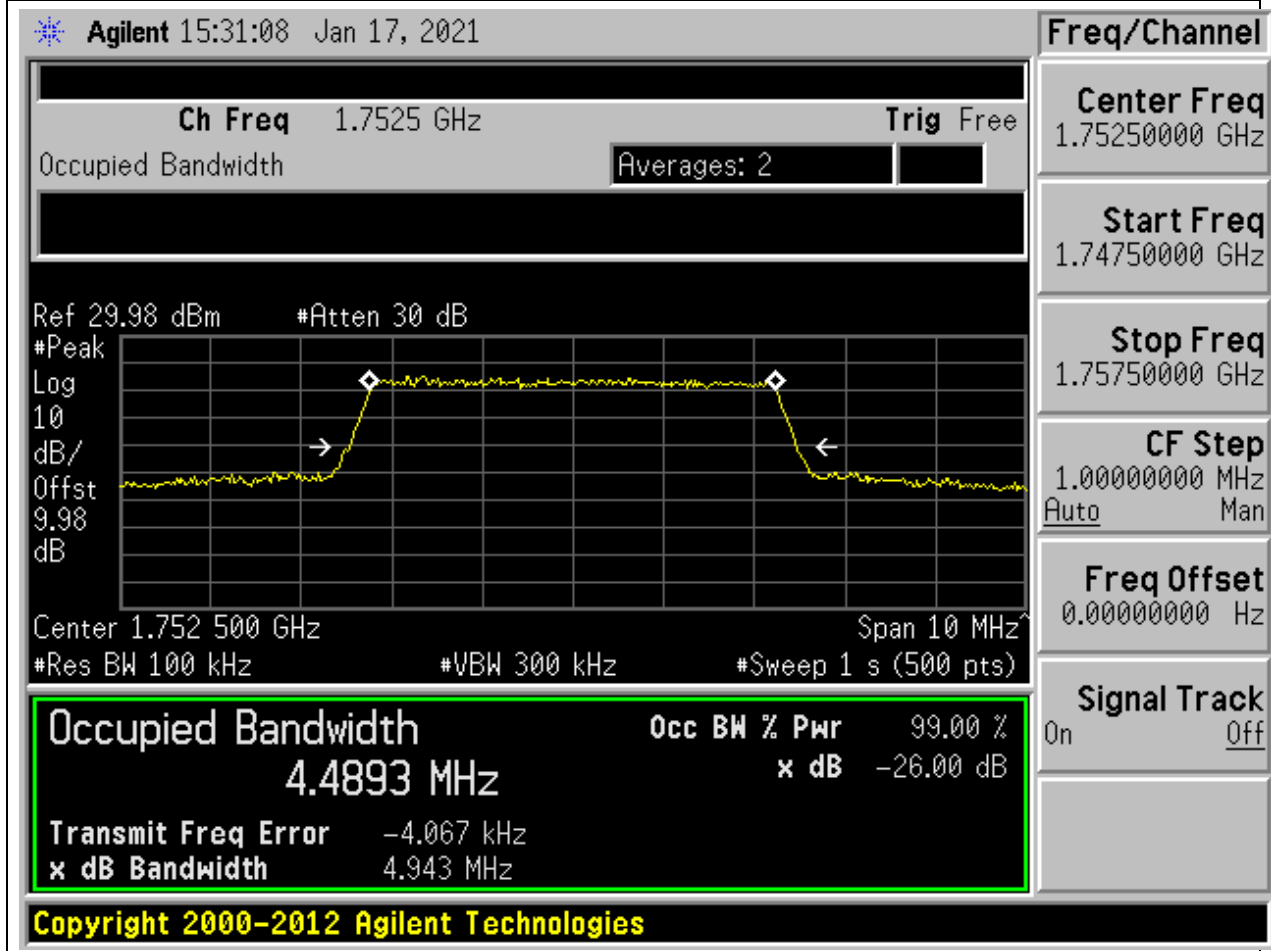 Agilent 15:31:08 Jan 17, 2021
Ch Freq 1.7525 GHz Trig Free
Occupied Bandwidth Averages: 2
Ref 29.98 dBm #Atten 30 dB
#Peak
Log
10
dB/
Offst
9.98
dB
Center 1.752 500 GHz Span 10 MHz^
#Res BW 100 kHz #VBW 300 kHz #Sweep 1 s (500 pts)
Occupied Bandwidth Occ BW % Pwr 99.00 %
4.4893 MHz x dB -26.00 dB
Transmit Freq Error -4.067 kHz
x dB Bandwidth 4.943 MHz
Copyright 2000-2012 Agilent Technologies
Freq/Channel
Center Freq
1.75250000 GHz
Start Freq
1.74750000 GHz
Stop Freq
1.75750000 GHz
CF Step
1.00000000 MHz
Auto Man
Freq Offset
0.00000000 Hz
Signal Track
On Off